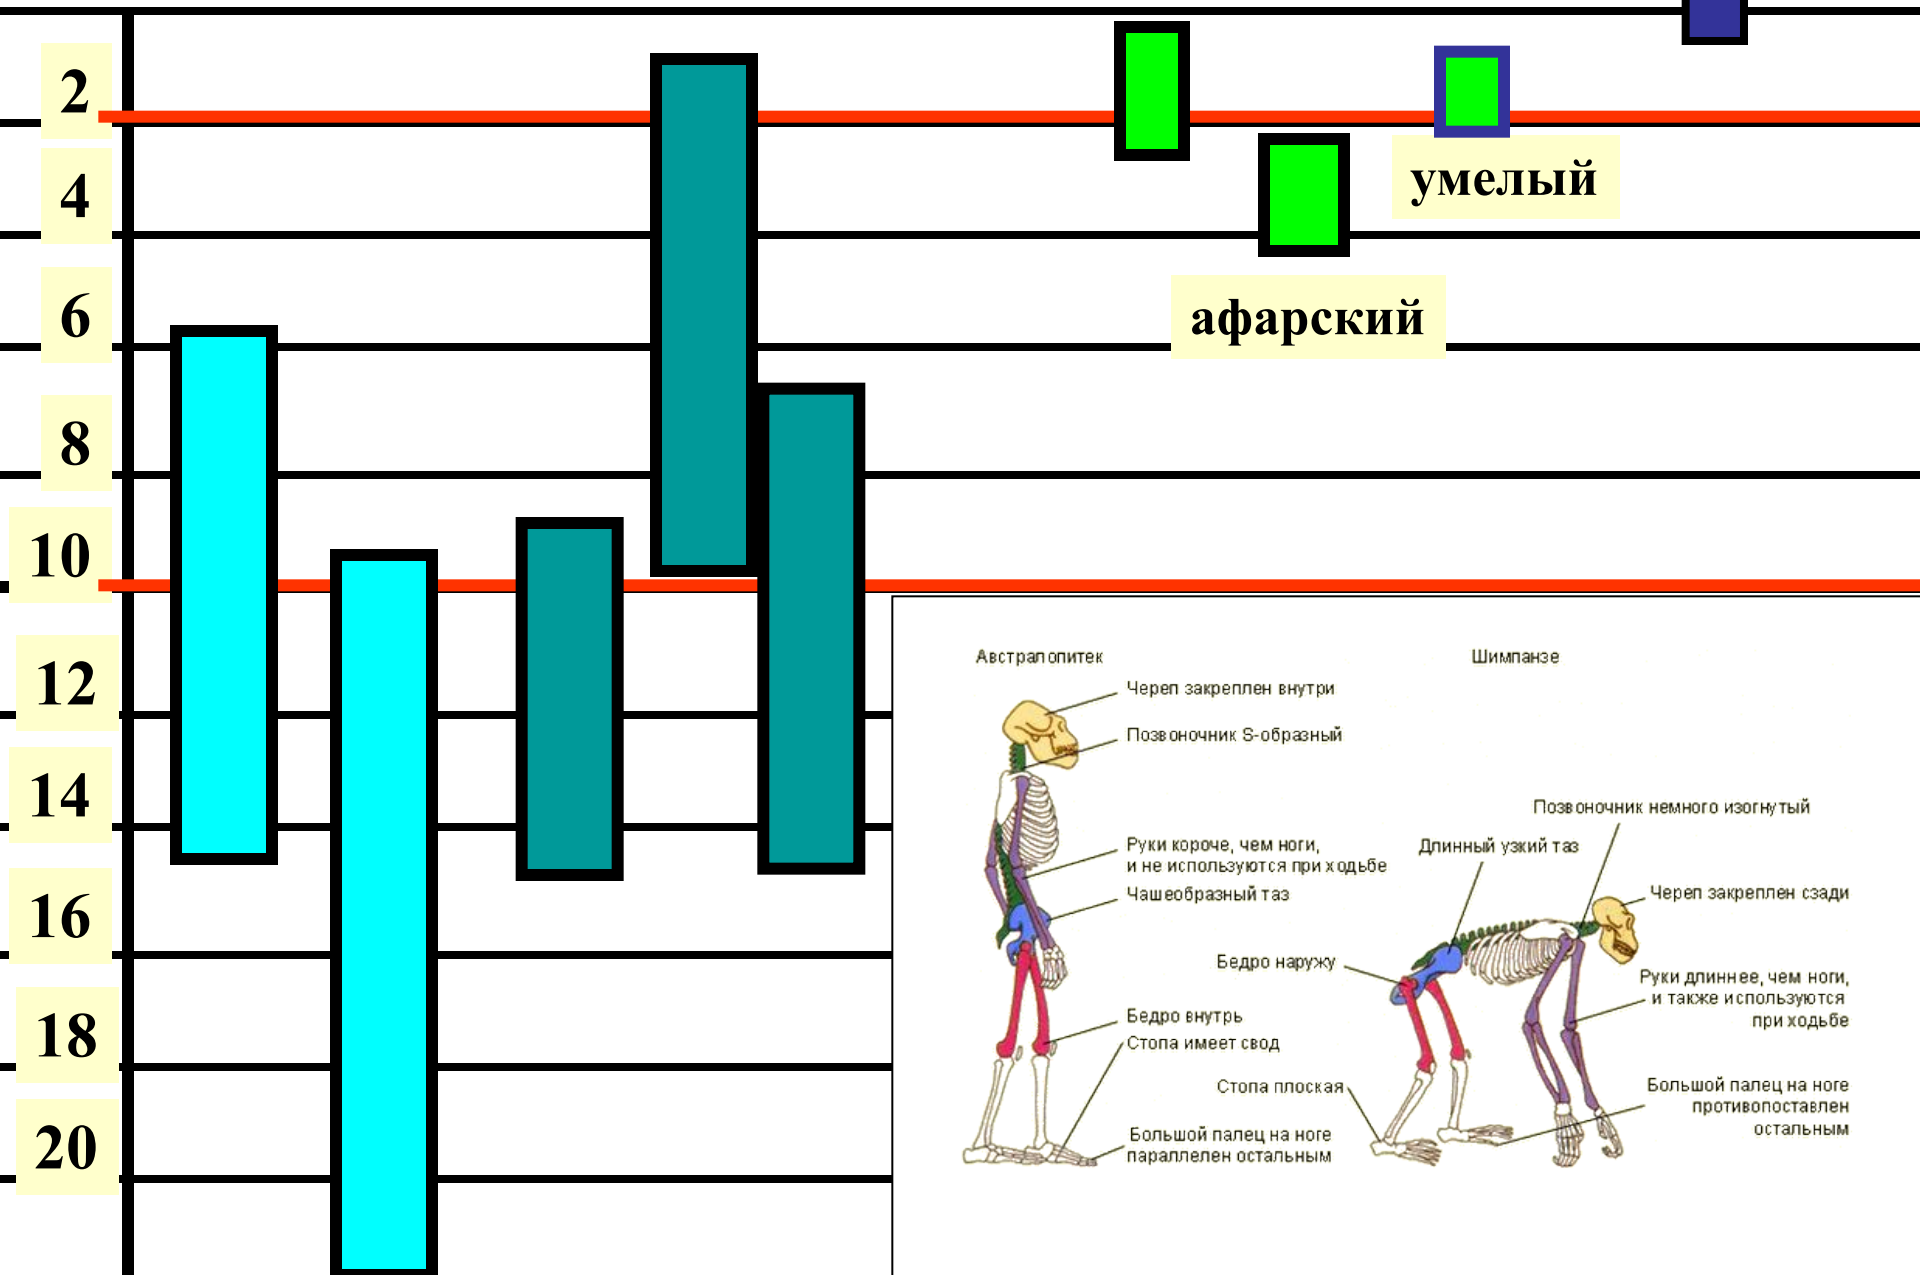 2
4
6
8
10
12
14
16
18
20
умелый
афарский
Австралопитек
Череп закреплен внутри
Позвоночник S-образный
Руки короче, чем ноги,
и не используются при ходьбе
Чашеобразный таз
Бедро внутрь
Стопа имеет свод
Большой палец на ноге
параллелен остальным
Шимпанзе
Позвоночник немного изогнутый
Длинный узкий таз
Череп закреплен сзади
Бедро наружу
Руки длиннее, чем ноги,
и также используются
при ходьбе
Стопа плоская
Большой палец на ноге
противопоставлен
остальным